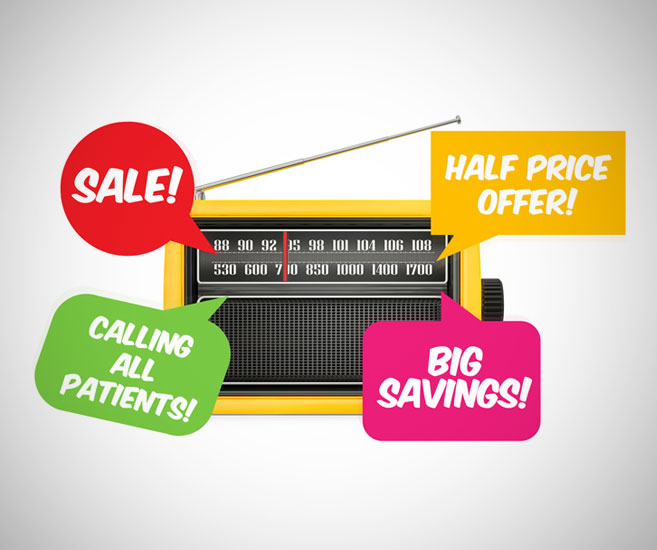 SALE!
HALF PRICE
OFFER!
88 90 92 95 98 101 104 106 108
530 600 700 850 1000 1400 1700
CALLING
ALL
PATIENTS!
BIG
SAVINGS!